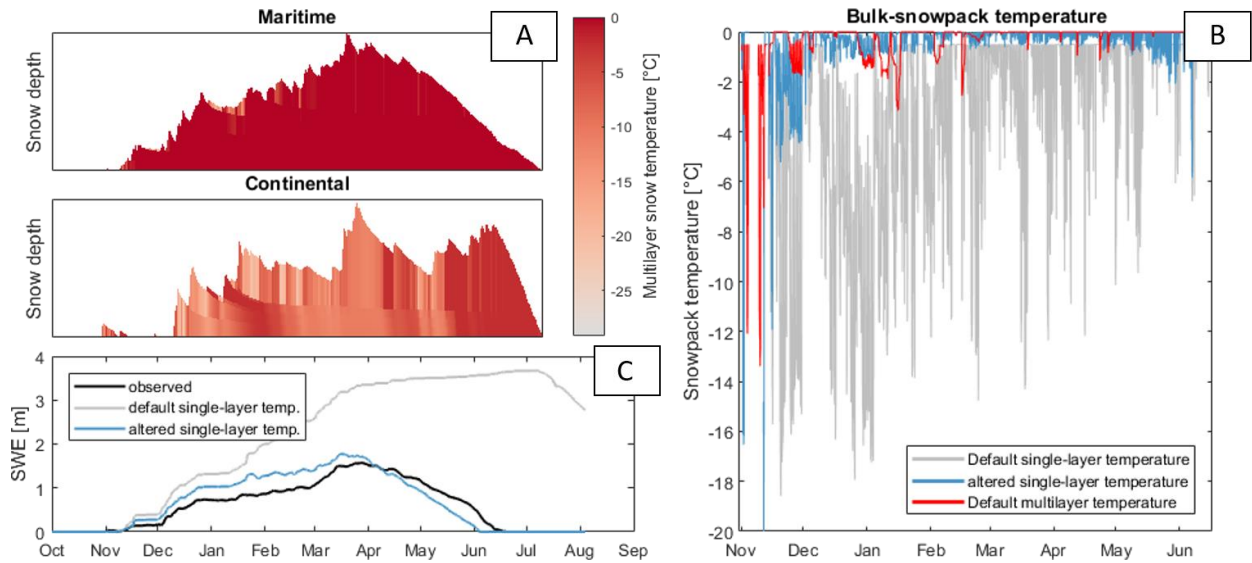 Maritime
A
Snow depth
Continental
Snow depth
0
-5
-10
-15
-20
-25
Multilayer snow temperature [°C]
C
4
3
2
1
0
SWE [m]
observed
default single-layer temp.
altered single-layer temp.
Oct Nov Dec Jan Feb Mar Apr May Jun Jul Aug Sep
Bulk-snowpack temperature
B
0
-2
-4
-6
-8
-10
-12
-14
-16
-18
-20
Snowpack temperature [°C]
Default single-layer temperature
altered single-layer temperature
Default multilayer temperature
Nov Dec Jan Feb Mar Apr May Jun